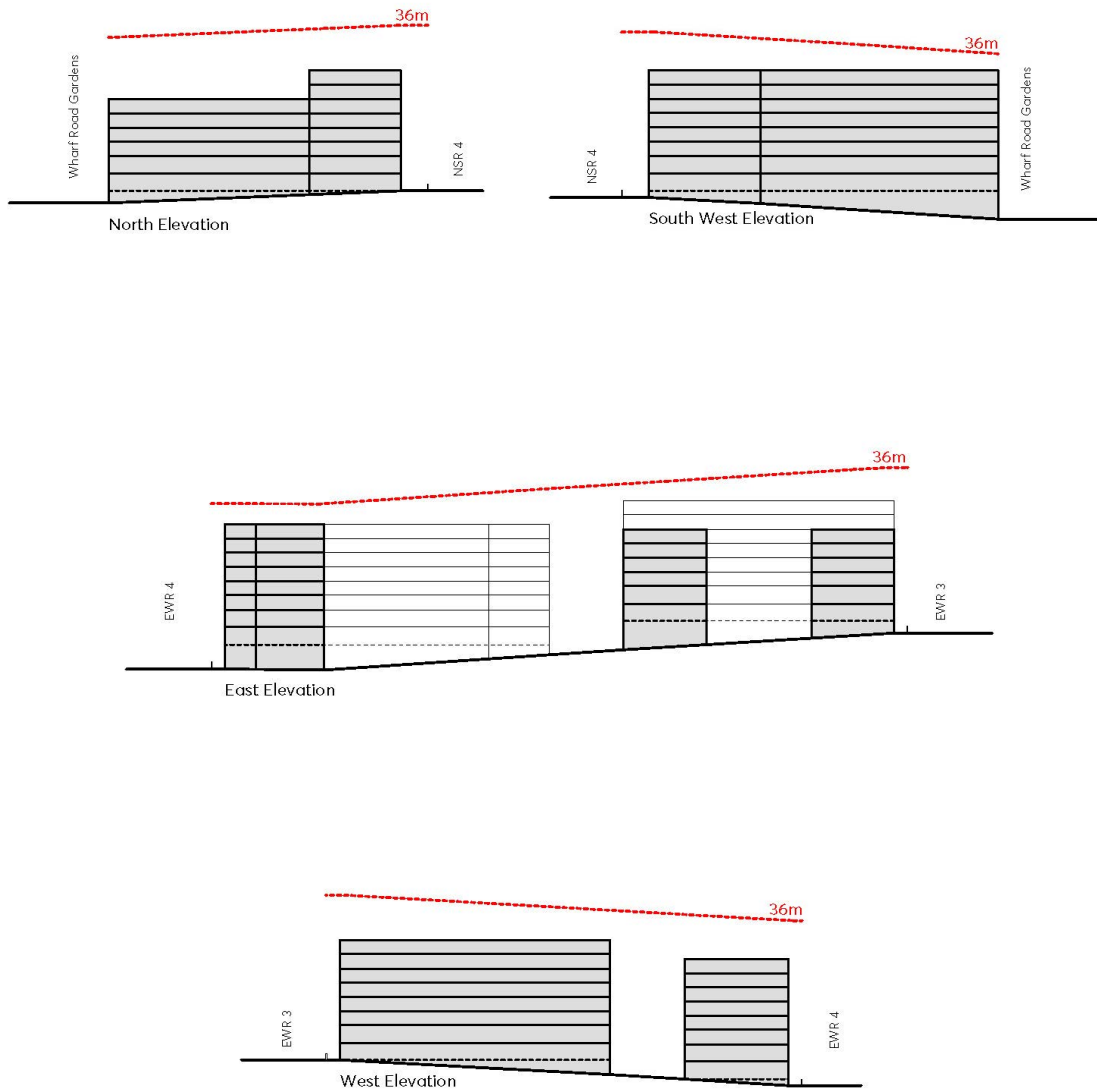 36m
Wharf Road Gardens
NSR 4
North Elevation
36m
NSR 4
Wharf Road Gardens
South West Elevation
36m
EWR 4
EWR 3
East Elevation
36m
EWR 3
EWR 4
West Elevation